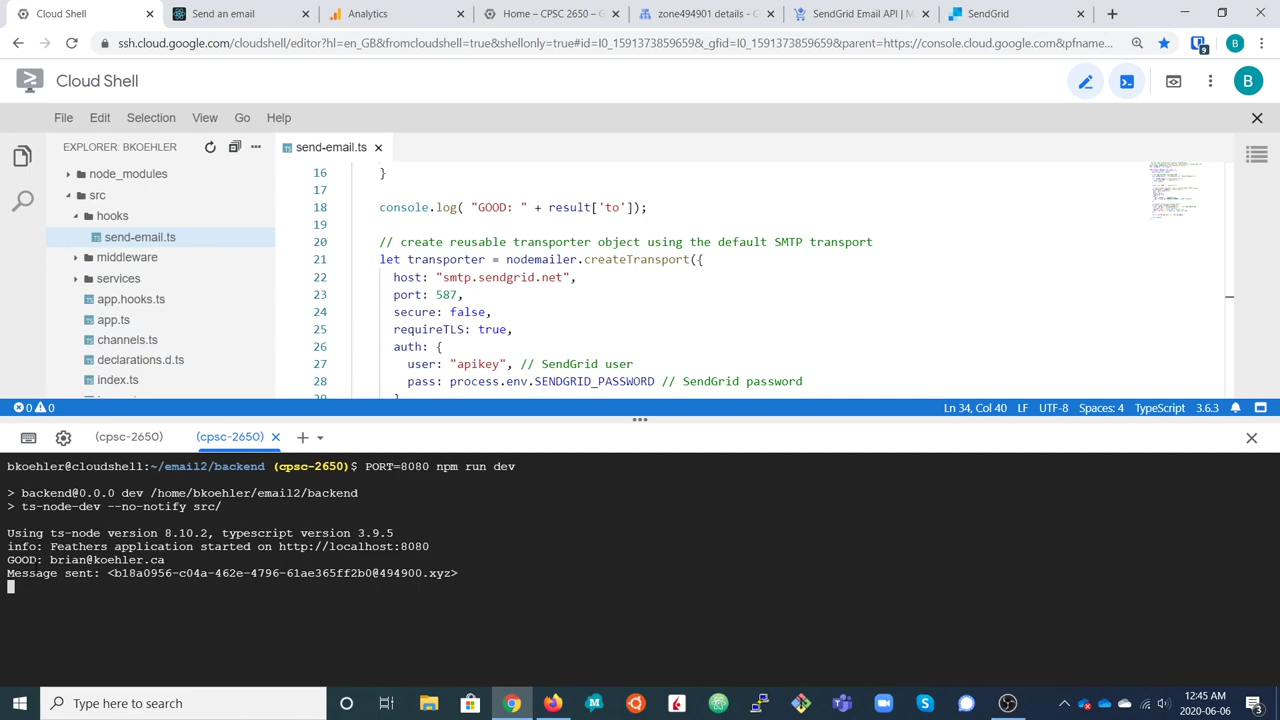 Cloud Shell
Send an email
Analytics
Home – CPSC 2650 – G
zone494901 details – C
SendGrid Email API | M
SendGrid
ssh.cloud.google.com/cloudshell/editor?hl=en_GB&fromcloudshell=true&shellonly=true#id=I0_1591373859659&_gfid=I0_1591373859659&parent=https://console.cloud.google.com&pfname...
9
B
Cloud Shell
B
File Edit Selection View Go Help
EXPLORER: BKOEHLER
send-email.ts
node_modules
src
hooks
send-email.ts
middleware
services
app.hooks.ts
app.ts
channels.ts
declarations.d.ts
index.ts
16 }
17
18 console.log( "GOOD: " + result['to']);
19
20 // create reusable transporter object using the default SMTP transport
21 let transporter = nodemailer.createTransport({
22 host: "smtp.sendgrid.net",
23 port: 587,
24 secure: false,
25 requireTLS: true,
26 auth: {
27 user: "apikey", // SendGrid user
28 pass: process.env.SENDGRID_PASSWORD // SendGrid password
0 0 Ln 34, Col 40 LF UTF-8 Spaces: 4 TypeScript 3.6.3
(cpsc-2650) (cpsc-2650)
bkoehler@cloudshell:~/email2/backend (cpsc-2650)$ PORT=8080 npm run dev
> backend@0.0.0 dev /home/bkoehler/email2/backend
> ts-node-dev --no-notify src/
Using ts-node version 8.10.2, typescript version 3.9.5
info: Feathers application started on http://localhost:8080
GOOD: brian@koehler.ca
Message sent: <b18a0956-c04a-462e-4796-61ae365ff2b0@494900.xyz>
Type here to search
12:45 AM
2020-06-06
3